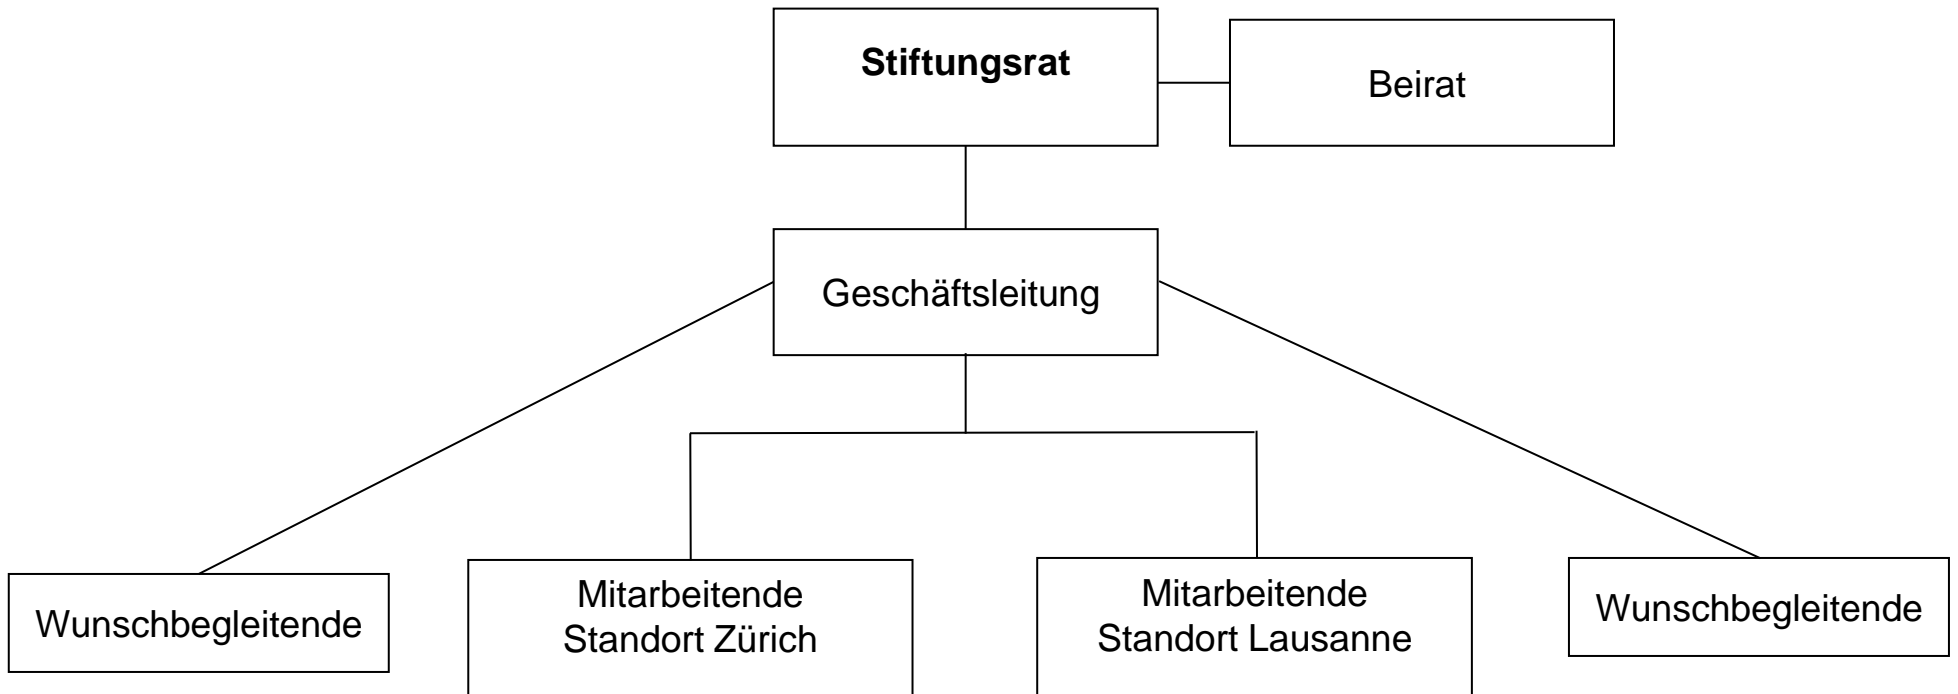 Stiftungsrat
Beirat
Geschäftsleitung
Wunschbegleitende
Mitarbeitende
Standort Zürich
Mitarbeitende
Standort Lausanne
Wunschbegleitende